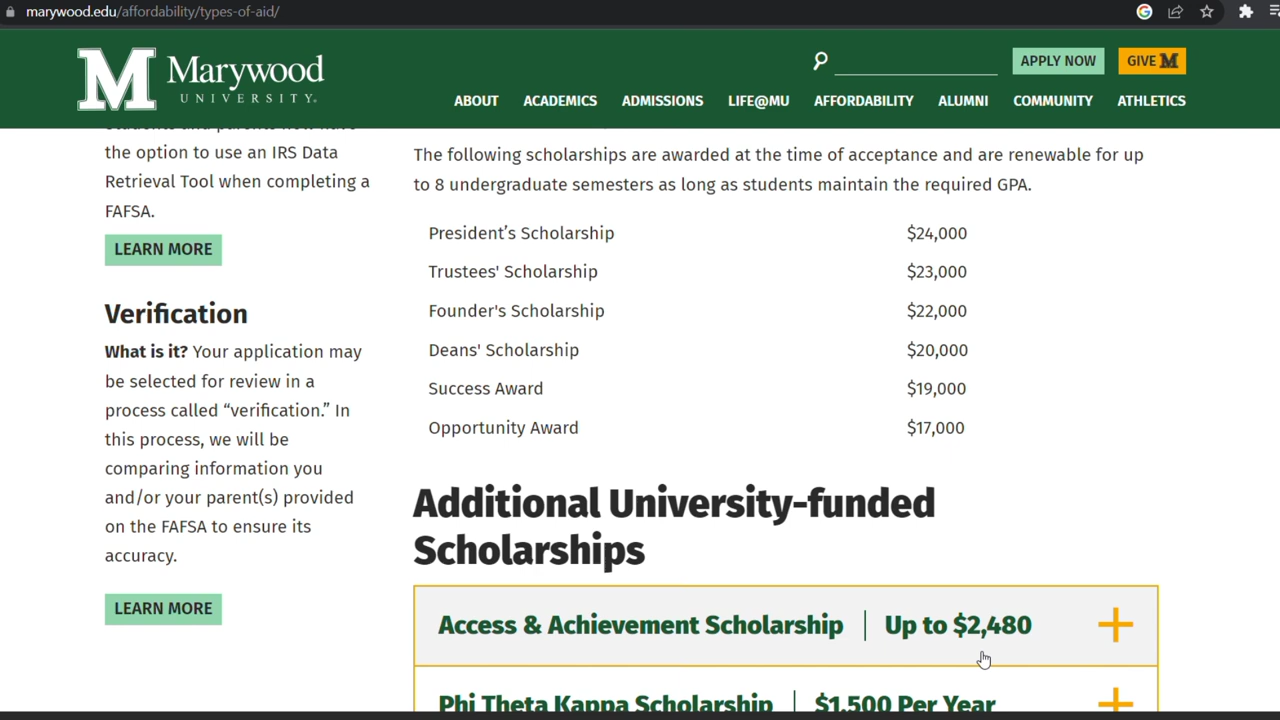 marywood.edu/affordability/types-of-aid/
M Marywood
UNIVERSITY.
APPLY NOW
GIVE M
ABOUT ACADEMICS ADMISSIONS LIFE@MU AFFORDABILITY ALUMNI COMMUNITY ATHLETICS
students and parents now have
the option to use an IRS Data
Retrieval Tool when completing a
FAFSA.
LEARN MORE
Verification
What is it? Your application may
be selected for review in a
process called “verification.” In
this process, we will be
comparing information you
and/or your parent(s) provided
on the FAFSA to ensure its
accuracy.
LEARN MORE
The following scholarships are awarded at the time of acceptance and are renewable for up
to 8 undergraduate semesters as long as students maintain the required GPA.
President’s Scholarship $24,000
Trustees' Scholarship $23,000
Founder's Scholarship $22,000
Deans' Scholarship $20,000
Success Award $19,000
Opportunity Award $17,000
Additional University-funded
Scholarships
Access & Achievement Scholarship | Up to $2,480 +
Phi Theta Kappa Scholarship | $1,500 Per Year +